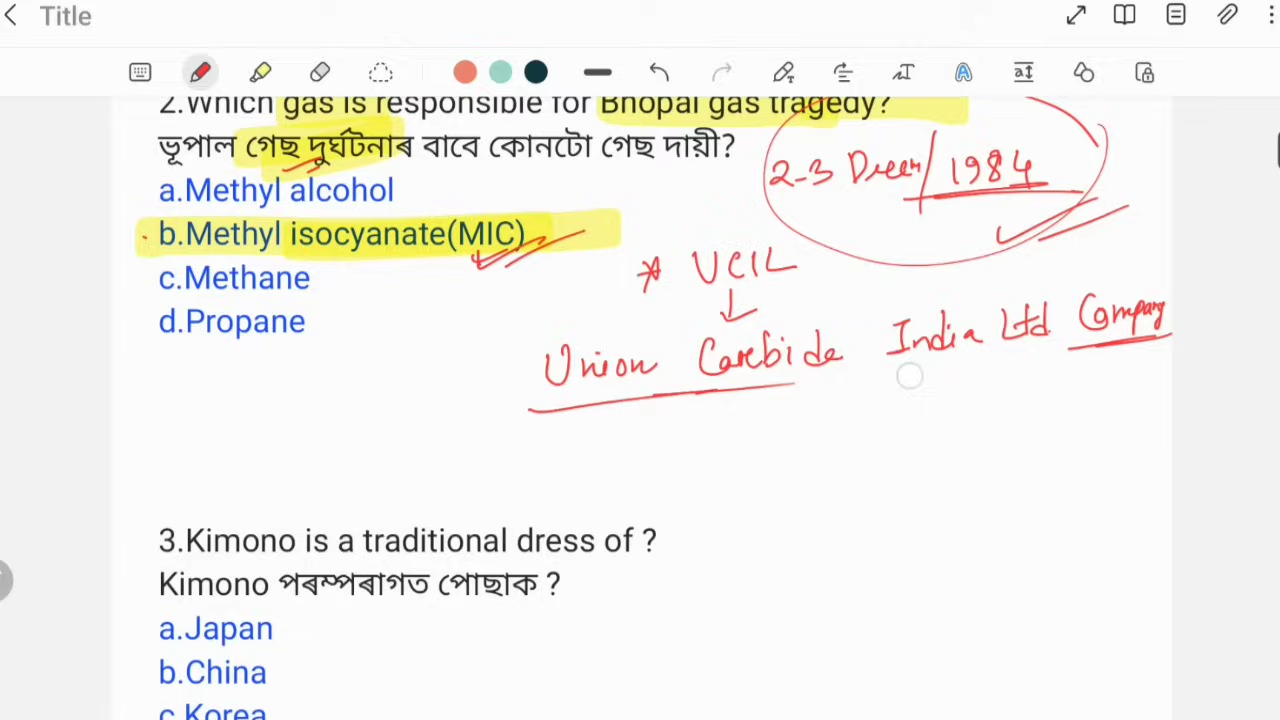 Title
2.Which gas is responsible for Bhopal gas tragedy?
ভূপাল গেছ দুৰ্ঘটনাৰ বাবে কোনটো গেছ দায়ী?
2-3 Dreem/1984
a.Methyl alcohol
b.Methyl isocyanate(MIC)
* UCIL
c.Methane
d.Propane
Union Carebide India Ltd Company
3.Kimono is a traditional dress of ?
Kimono পৰম্পৰাগত পোছাক ?
a.Japan
b.China
c.Korea